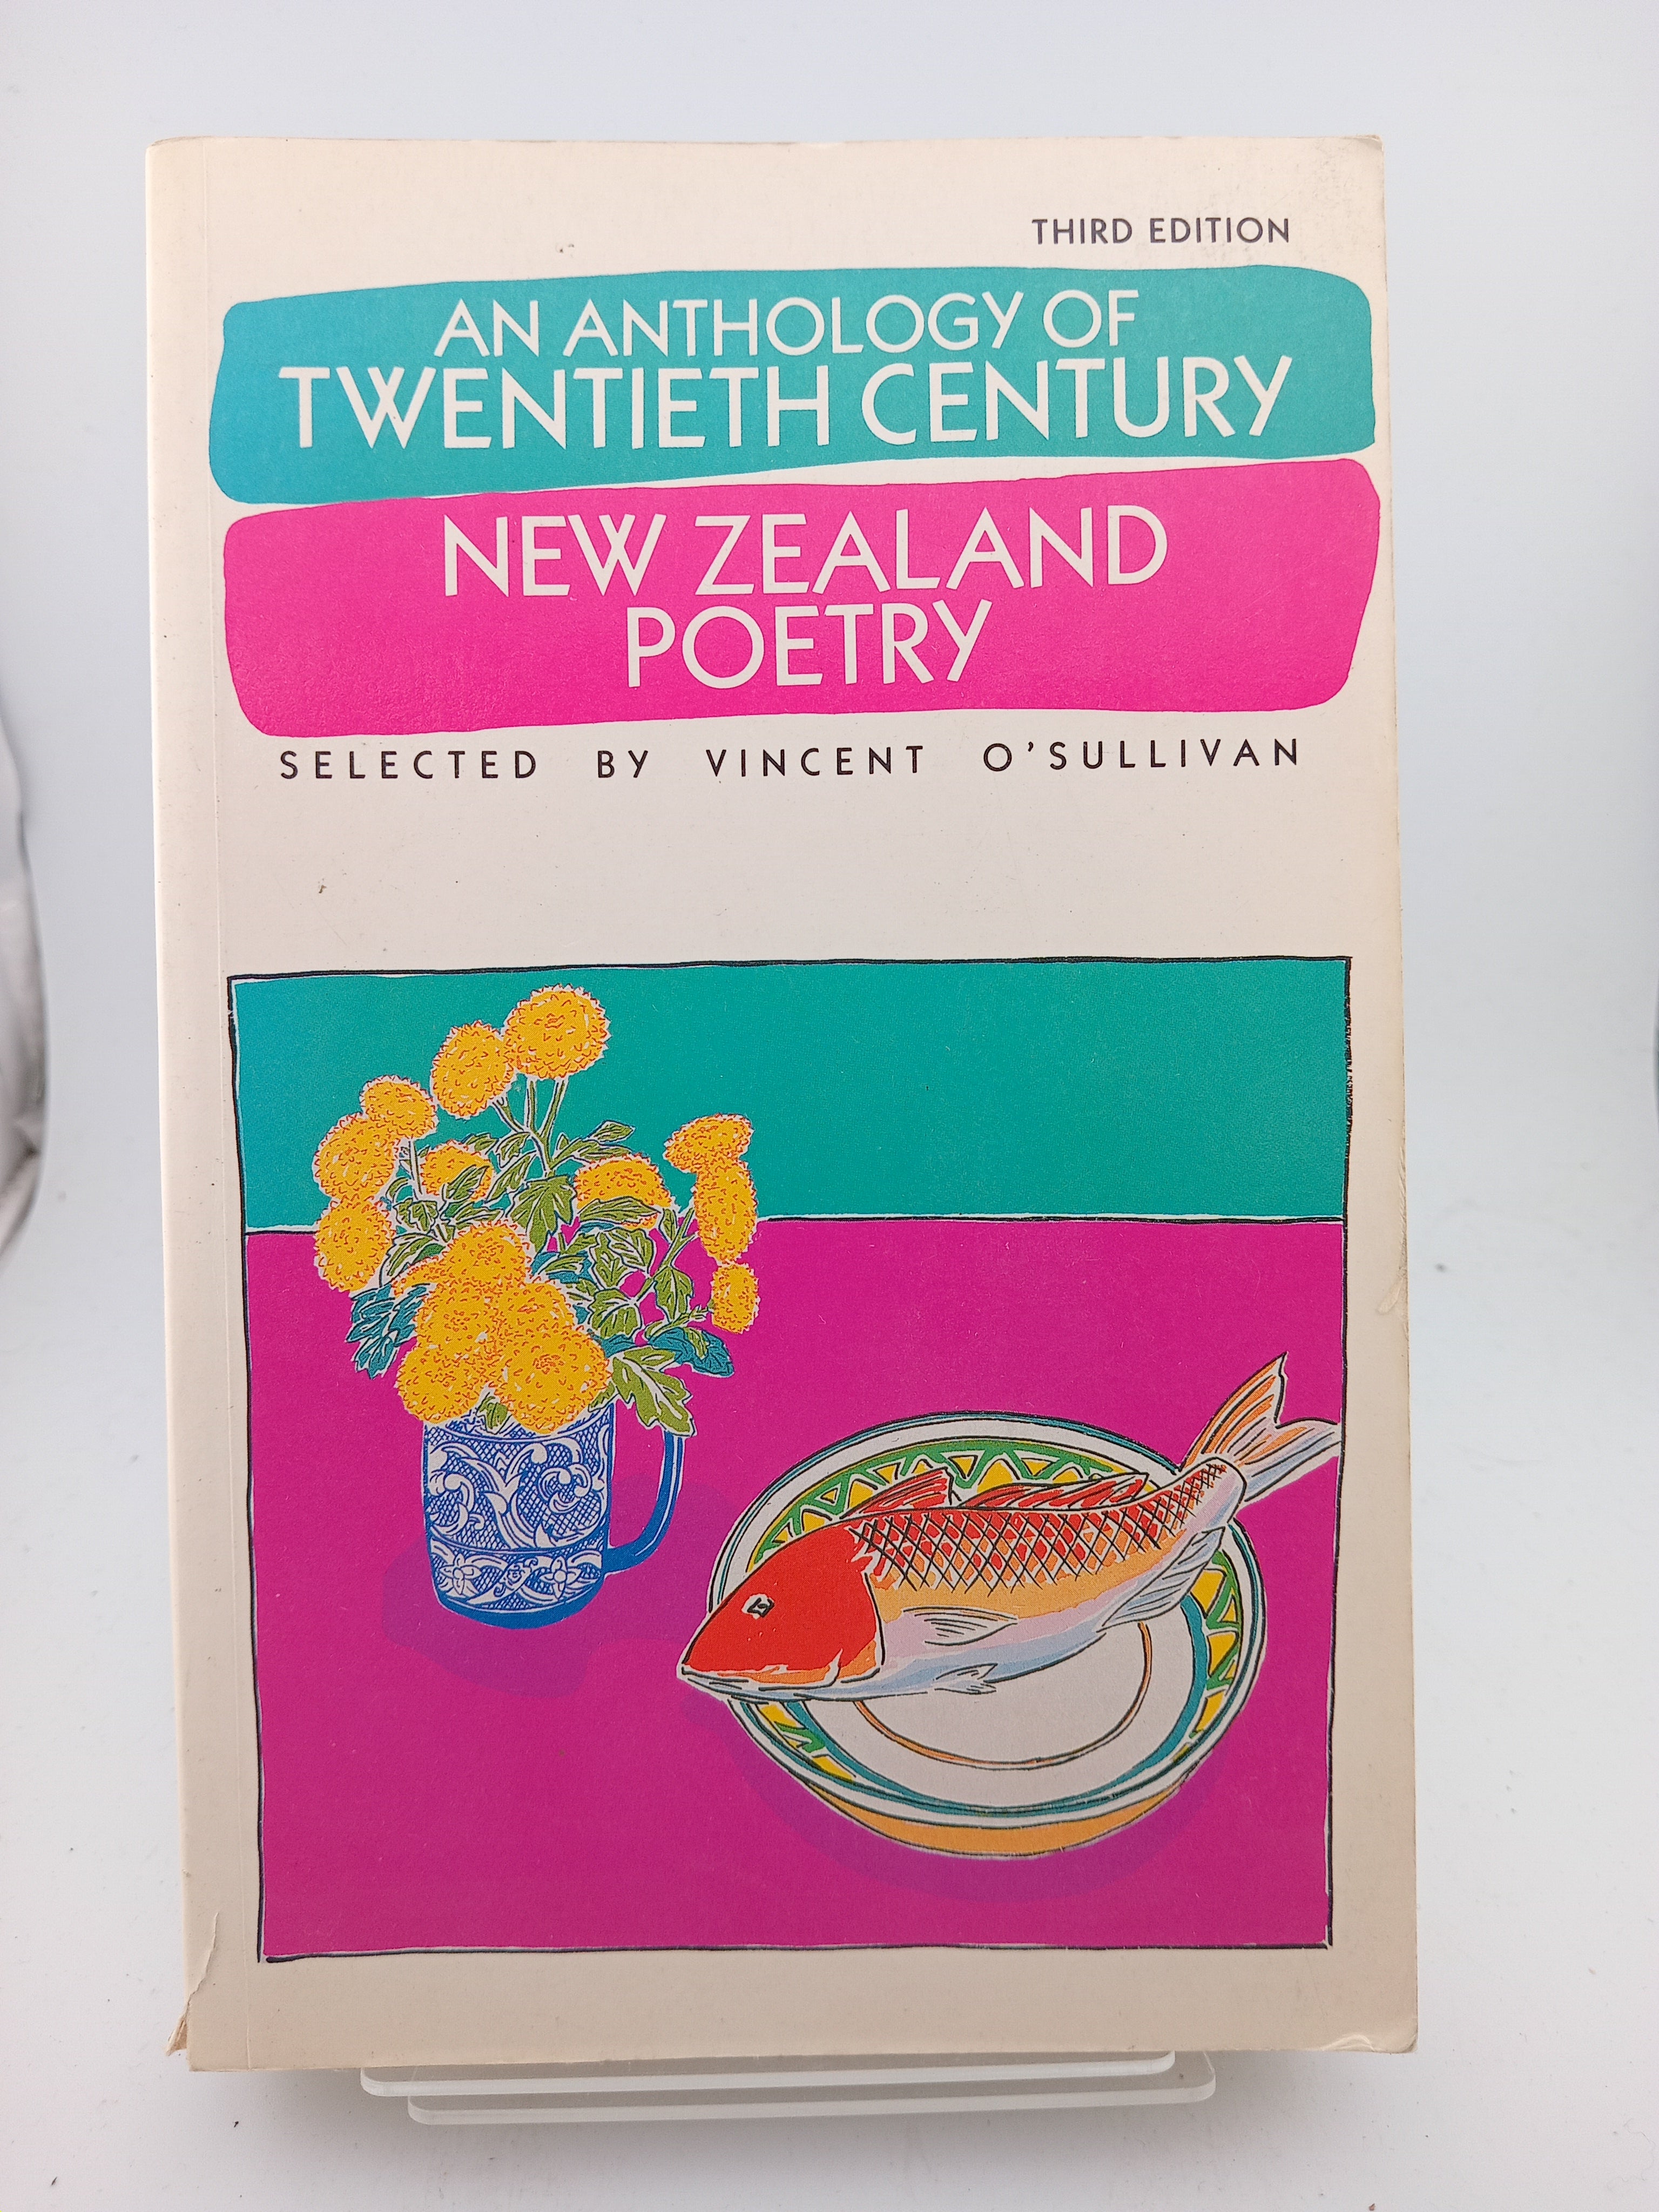 THIRD EDITION
AN ANTHOLOGY OF
TWENTIETH CENTURY
NEW ZEALAND
POETRY
SELECTED BY VINCENT O'SULLIVAN